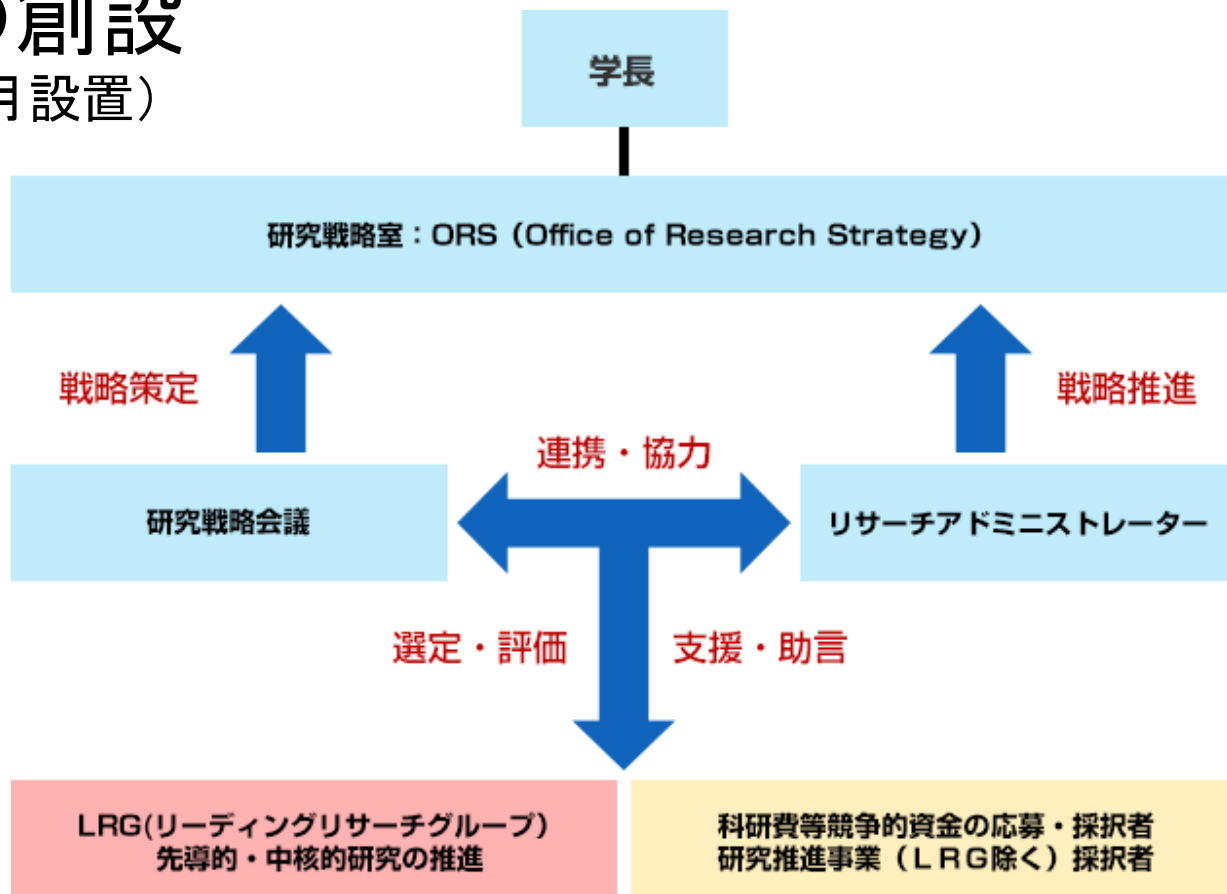 創設
月設置）
学長
研究戦略室：ORS（Office of Research Strategy）
戦略策定
戦略推進
連携・協力
研究戦略会議
リサーチアドミニストレーター
選定・評価
支援・助言
LRG(リーディングリサーチグループ）
先導的・中核的研究の推進
科研費等競争的資金の応募・採択者
研究推進事業（ＬＲＧ除く）採択者